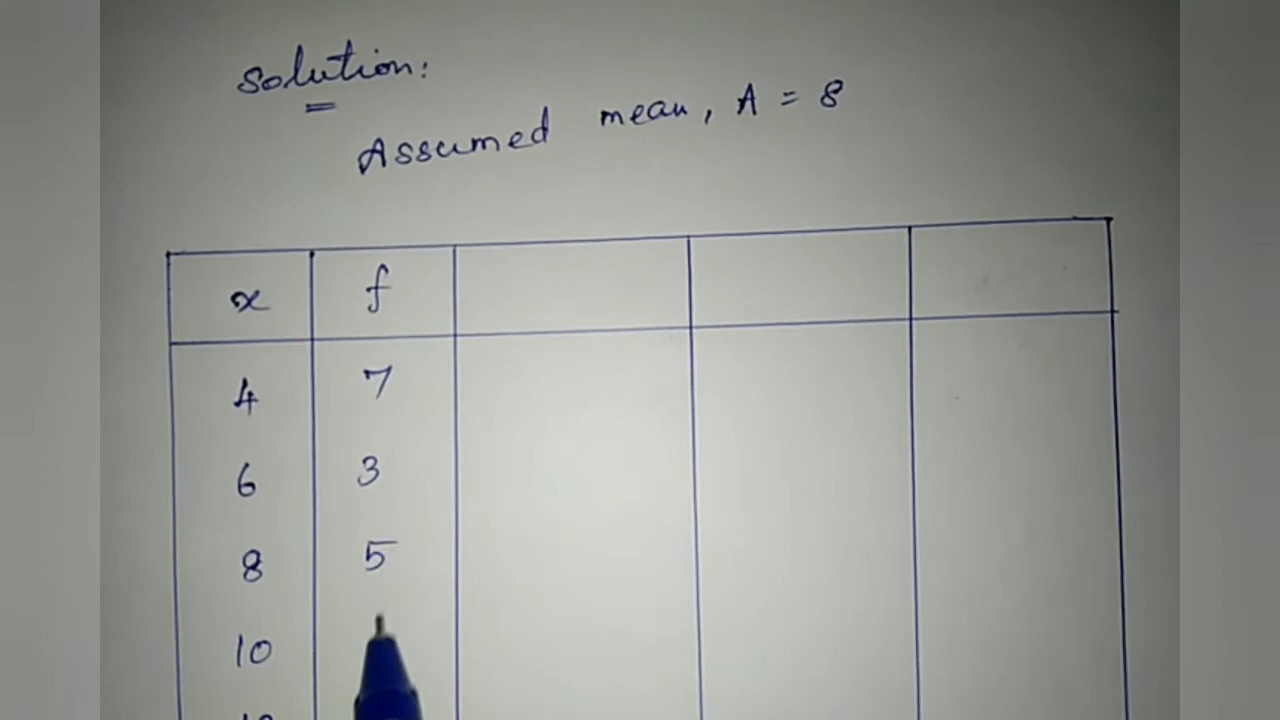 Solution:
Assumed mean, A = 8
x f
4 7
6 3
8 5
10